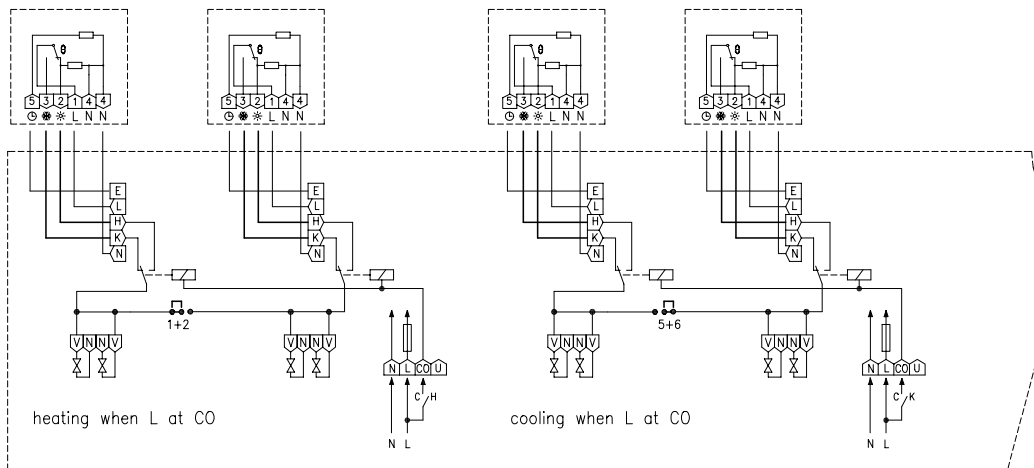 5 3 2 1 4 4
L N N
5 3 2 1 4 4
L N N
5 3 2 1 4 4
L N N
5 3 2 1 4 4
L N N
E E E E
L L L L
H H H H
K K K K
N N N N
1+2 5+6
V N N V V N N V V N N V V N N V
N L CO U N L CO U
C H C K
heating when L at CO cooling when L at CO
N L N L